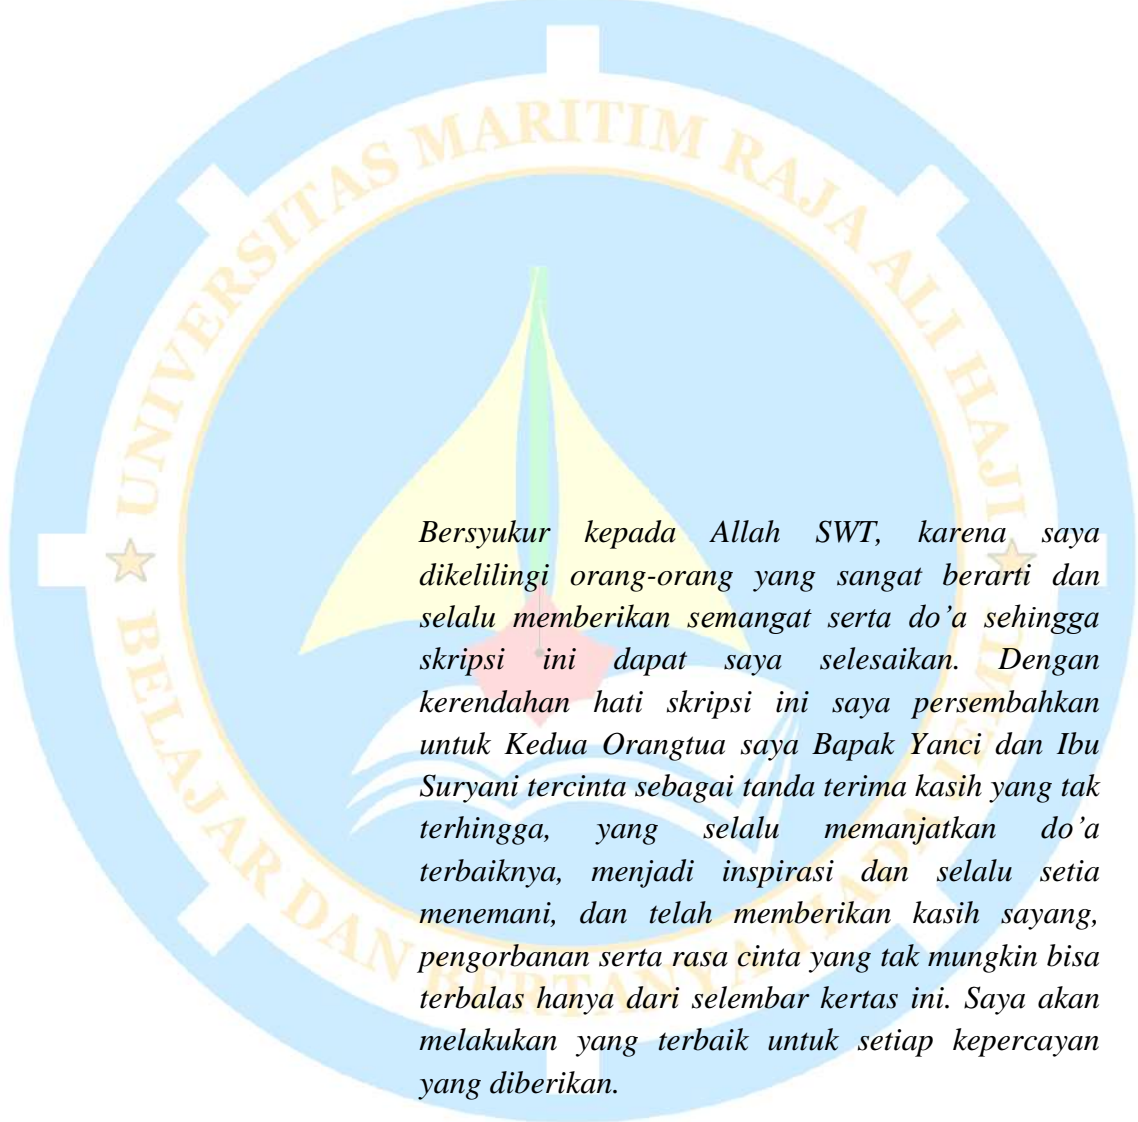 UNIVERSITAS MARITIM RAJA ALI HAJI
Bersyukur kepada Allah SWT, karena saya
dikelilingi orang-orang yang sangat berarti dan
selalu memberikan semangat serta do’a sehingga
skripsi ini dapat saya selesaikan. Dengan
kerendahan hati skripsi ini saya persembahkan
untuk Kedua Orangtua saya Bapak Yanci dan Ibu
Suryani tercinta sebagai tanda terima kasih yang tak
terhingga, yang selalu memanjatkan do’a
terbaiknya, menjadi inspirasi dan selalu setia
menemani, dan telah memberikan kasih sayang,
pengorbanan serta rasa cinta yang tak mungkin bisa
terbalas hanya dari selembar kertas ini. Saya akan
melakukan yang terbaik untuk setiap kepercayan
yang diberikan.
BELAJAR DAN BERTANYA TIADA JEMU